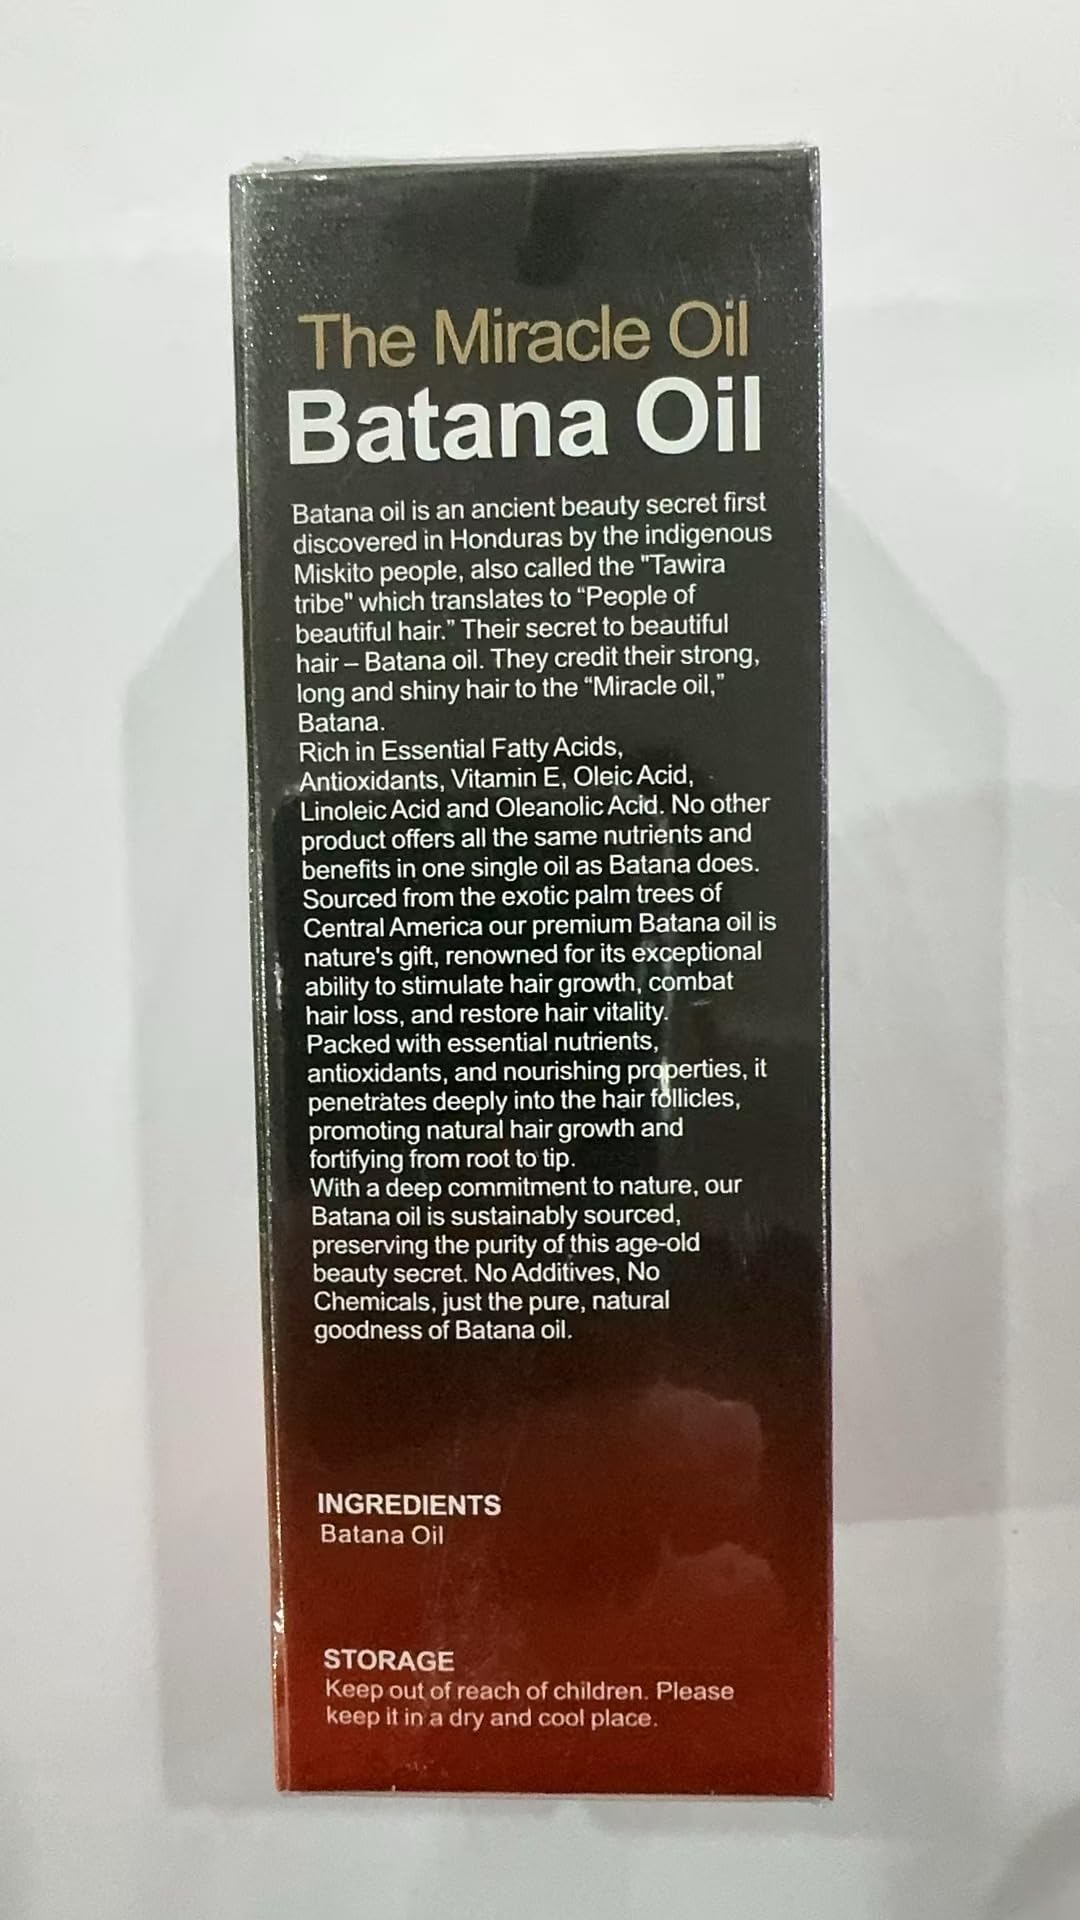 The Miracle Oil
Batana Oil
Batana oil is an ancient beauty secret first
discovered in Honduras by the indigenous
Miskito people, also called the "Tawira
tribe" which translates to “People of
beautiful hair.” Their secret to beautiful
hair – Batana oil. They credit their strong,
long and shiny hair to the “Miracle oil,”
Batana.
Rich in Essential Fatty Acids,
Antioxidants, Vitamin E, Oleic Acid,
Linoleic Acid and Oleanolic Acid. No other
product offers all the same nutrients and
benefits in one single oil as Batana does.
Sourced from the exotic palm trees of
Central America our premium Batana oil is
nature's gift, renowned for its exceptional
ability to stimulate hair growth, combat
hair loss, and restore hair vitality.
Packed with essential nutrients,
antioxidants, and nourishing properties, it
penetrates deeply into the hair follicles,
promoting natural hair growth and
fortifying from root to tip.
With a deep commitment to nature, our
Batana oil is sustainably sourced,
preserving the purity of this age-old
beauty secret. No Additives, No
Chemicals, just the pure, natural
goodness of Batana oil.
INGREDIENTS
Batana Oil
STORAGE
Keep out of reach of children. Please
keep it in a dry and cool place.